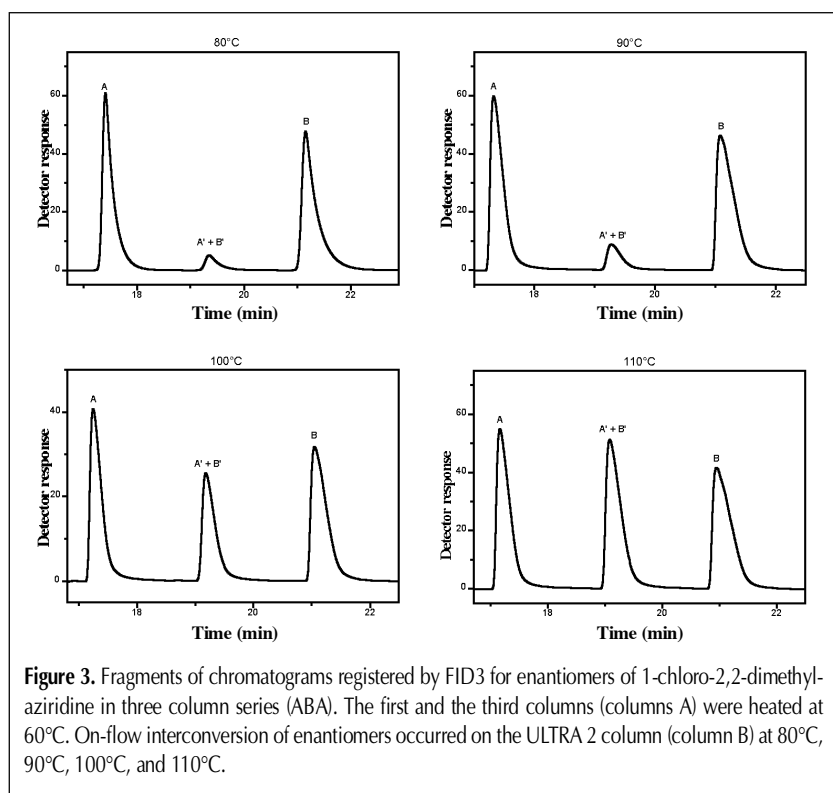 80°C
A
A' + B'
B
Detector response
60
40
20
0
18
20
22
Time (min)
90°C
A
A' + B'
B
Detector response
60
40
20
0
18
20
22
Time (min)
100°C
A
A' + B'
B
Detector response
40
20
0
18
20
22
Time (min)
110°C
A
A' + B'
B
Detector response
60
40
20
0
18
20
22
Time (min)
Figure 3. Fragments of chromatograms registered by FID3 for enantiomers of 1-chloro-2,2-dimethyl-
aziridine in three column series (ABA). The first and the third columns (columns A) were heated at
60°C. On-flow interconversion of enantiomers occurred on the ULTRA 2 column (column B) at 80°C,
90°C, 100°C, and 110°C.